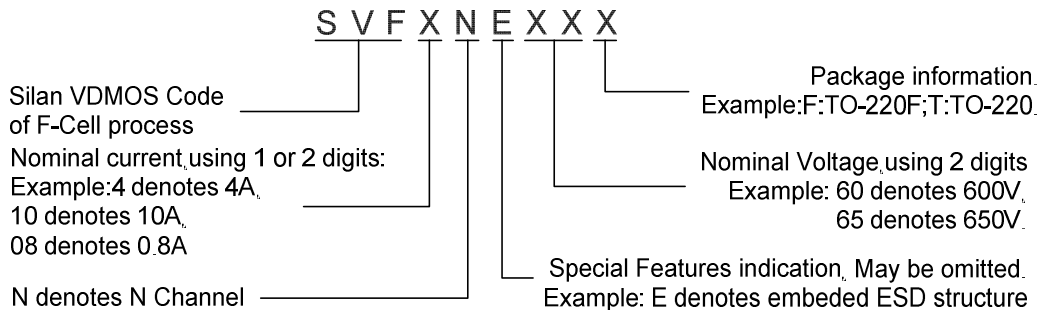 S V F X N E X X X
Silan VDMOS Code
of F-Cell process
Nominal current,using 1 or 2 digits:
Example:4 denotes 4A,
10 denotes 10A,
08 denotes 0.8A
N denotes N Channel
Package information.
Example:F:TO-220F;T:TO-220.
Nominal Voltage,using 2 digits
Example: 60 denotes 600V,
65 denotes 650V.
Special Features indication, May be omitted.
Example: E denotes embeded ESD structure